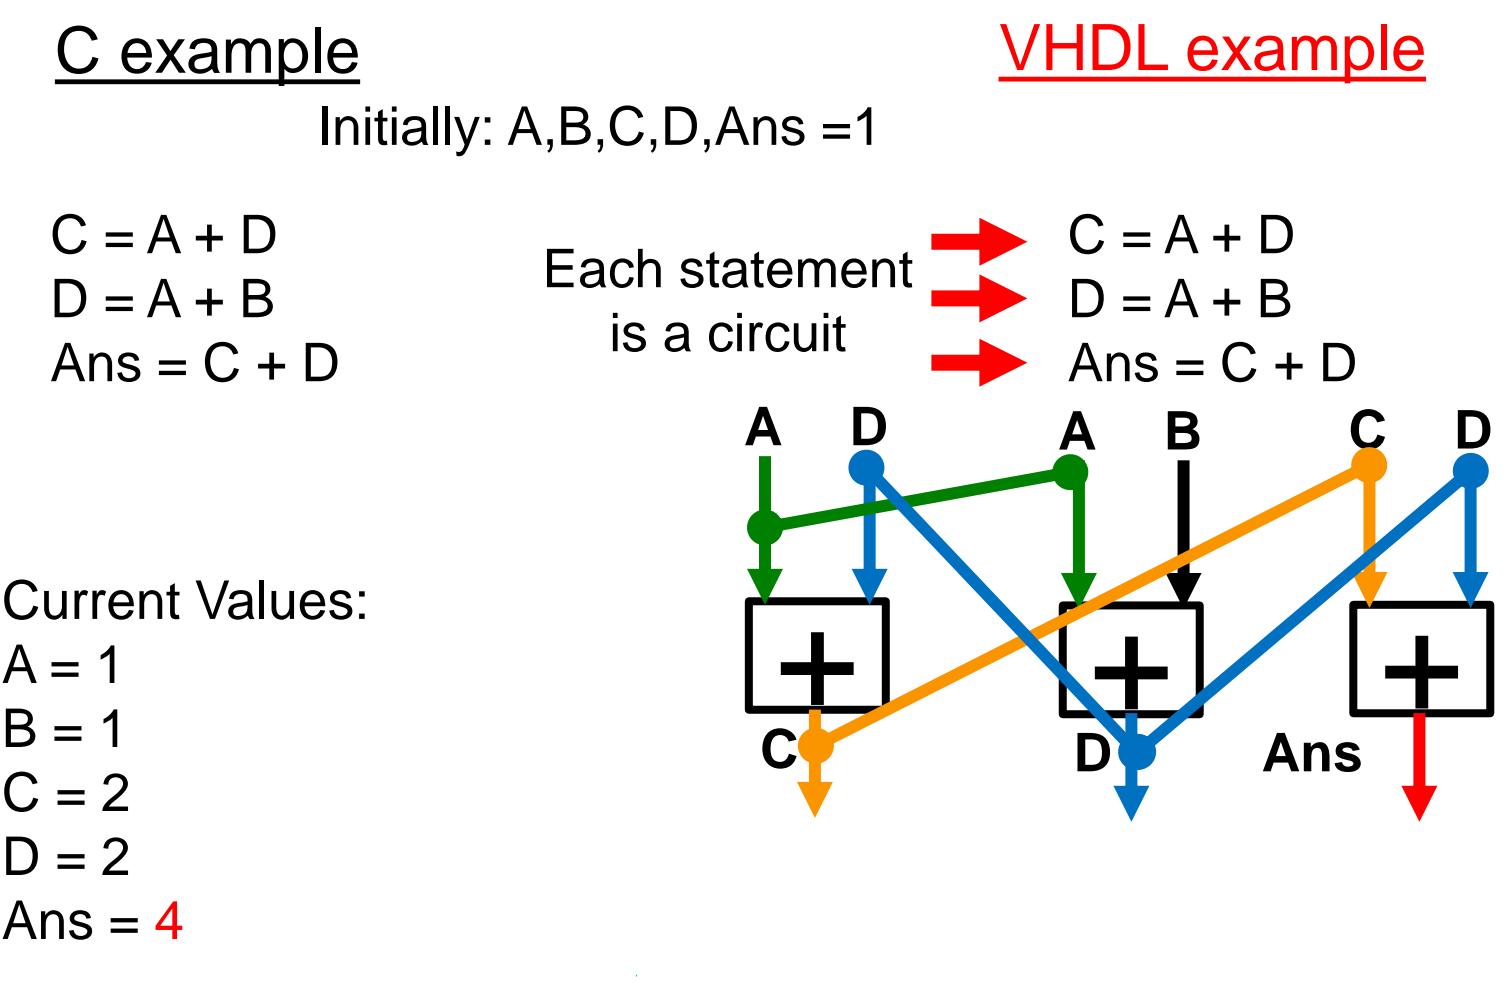 C example
VHDL example
Initially: A,B,C,D,Ans =1
C = A + D
D = A + B
Ans = C + D
Each statement
is a circuit
C = A + D
D = A + B
Ans = C + D
A D A B C D
+ + +
C D Ans
Current Values:
A = 1
B = 1
C = 2
D = 2
Ans = 4